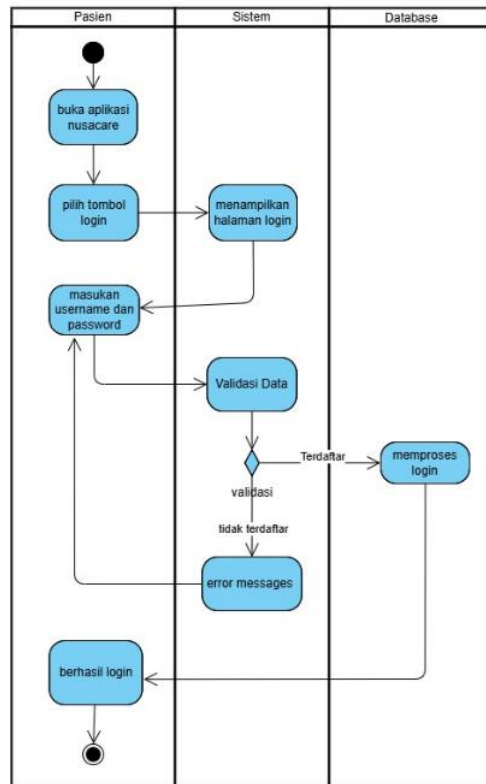 Pasien
Sistem
Database
buka aplikasi
nusacare
pilih tombol
login
menampilkan
halaman login
masukan
username dan
password
Validasi Data
Terdaftar
memproses
login
validasi
tidak terdaftar
error messages
berhasil login